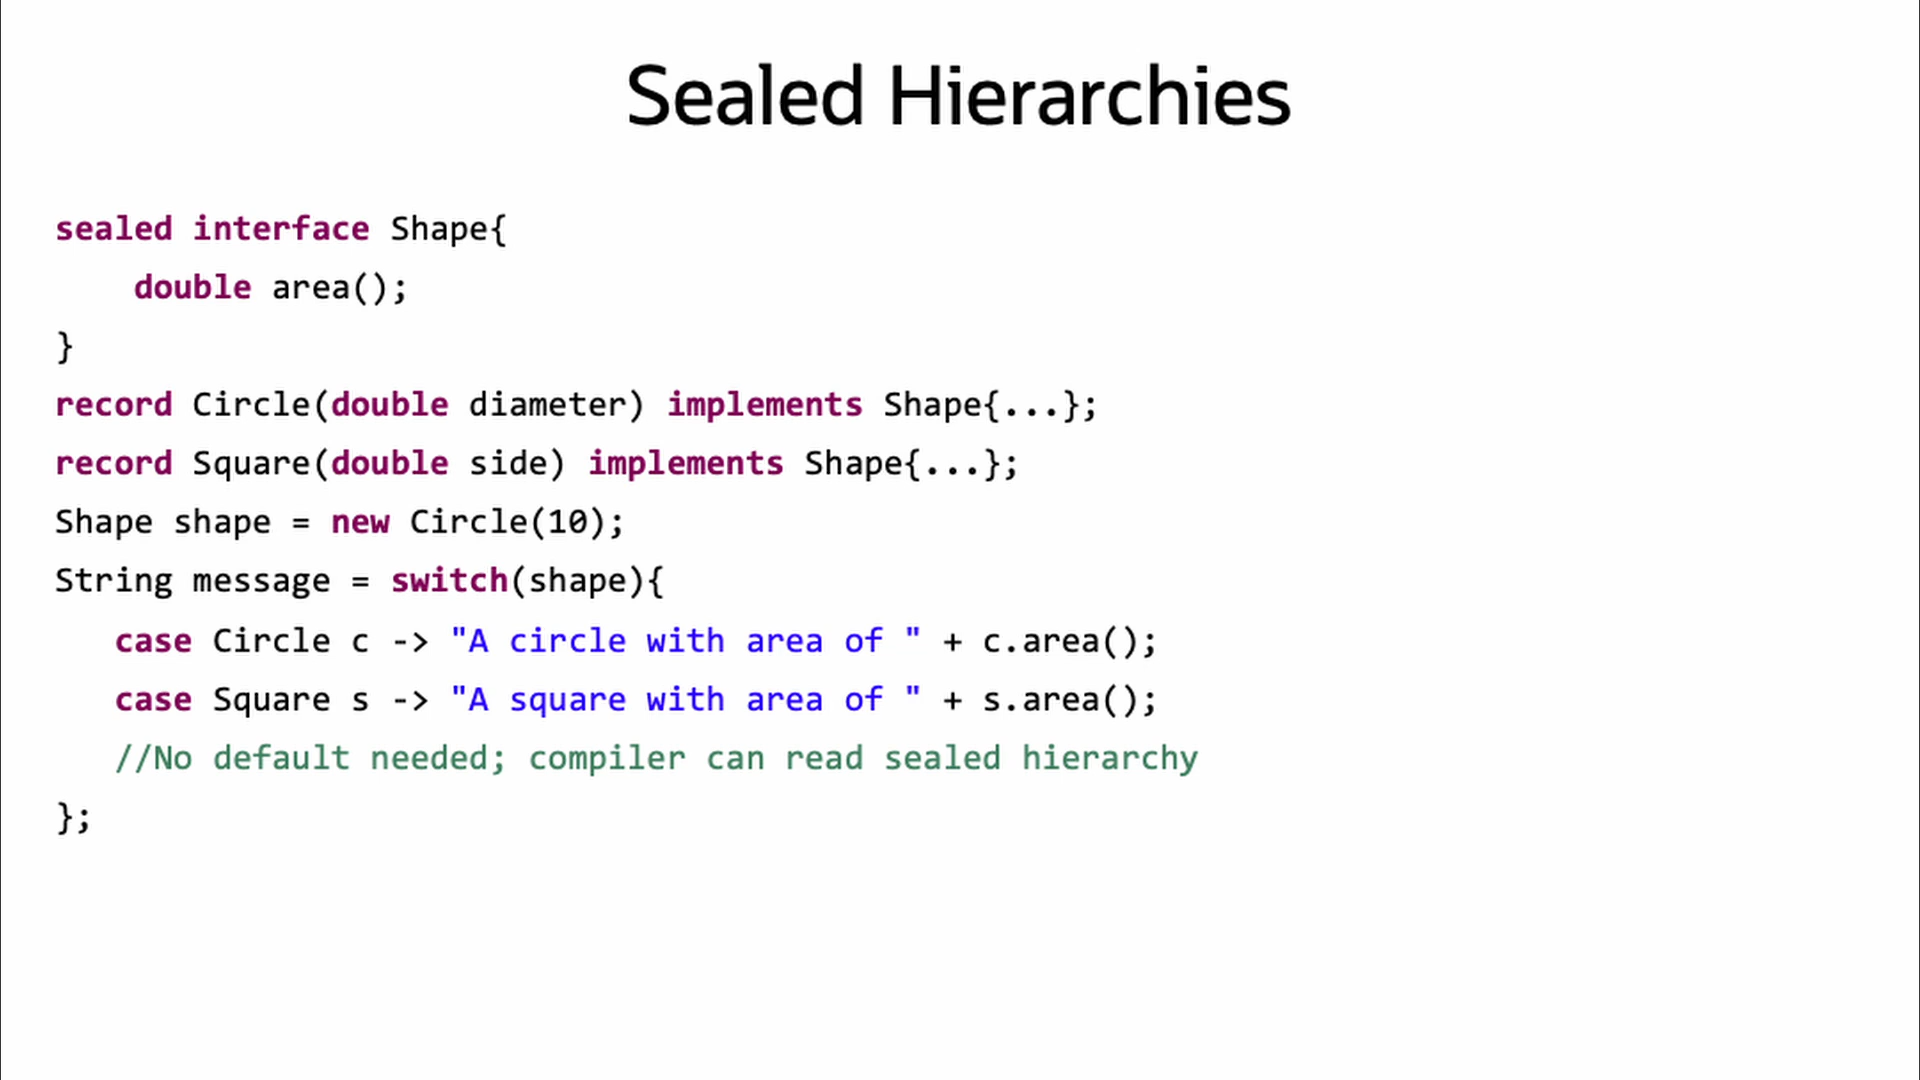 Sealed Hierarchies
sealed interface Shape{
    double area();
}
record Circle(double diameter) implements Shape{...};
record Square(double side) implements Shape{...};
Shape shape = new Circle(10);
String message = switch(shape){
   case Circle c -> "A circle with area of " + c.area();
   case Square s -> "A square with area of " + s.area();
   //No default needed; compiler can read sealed hierarchy
};